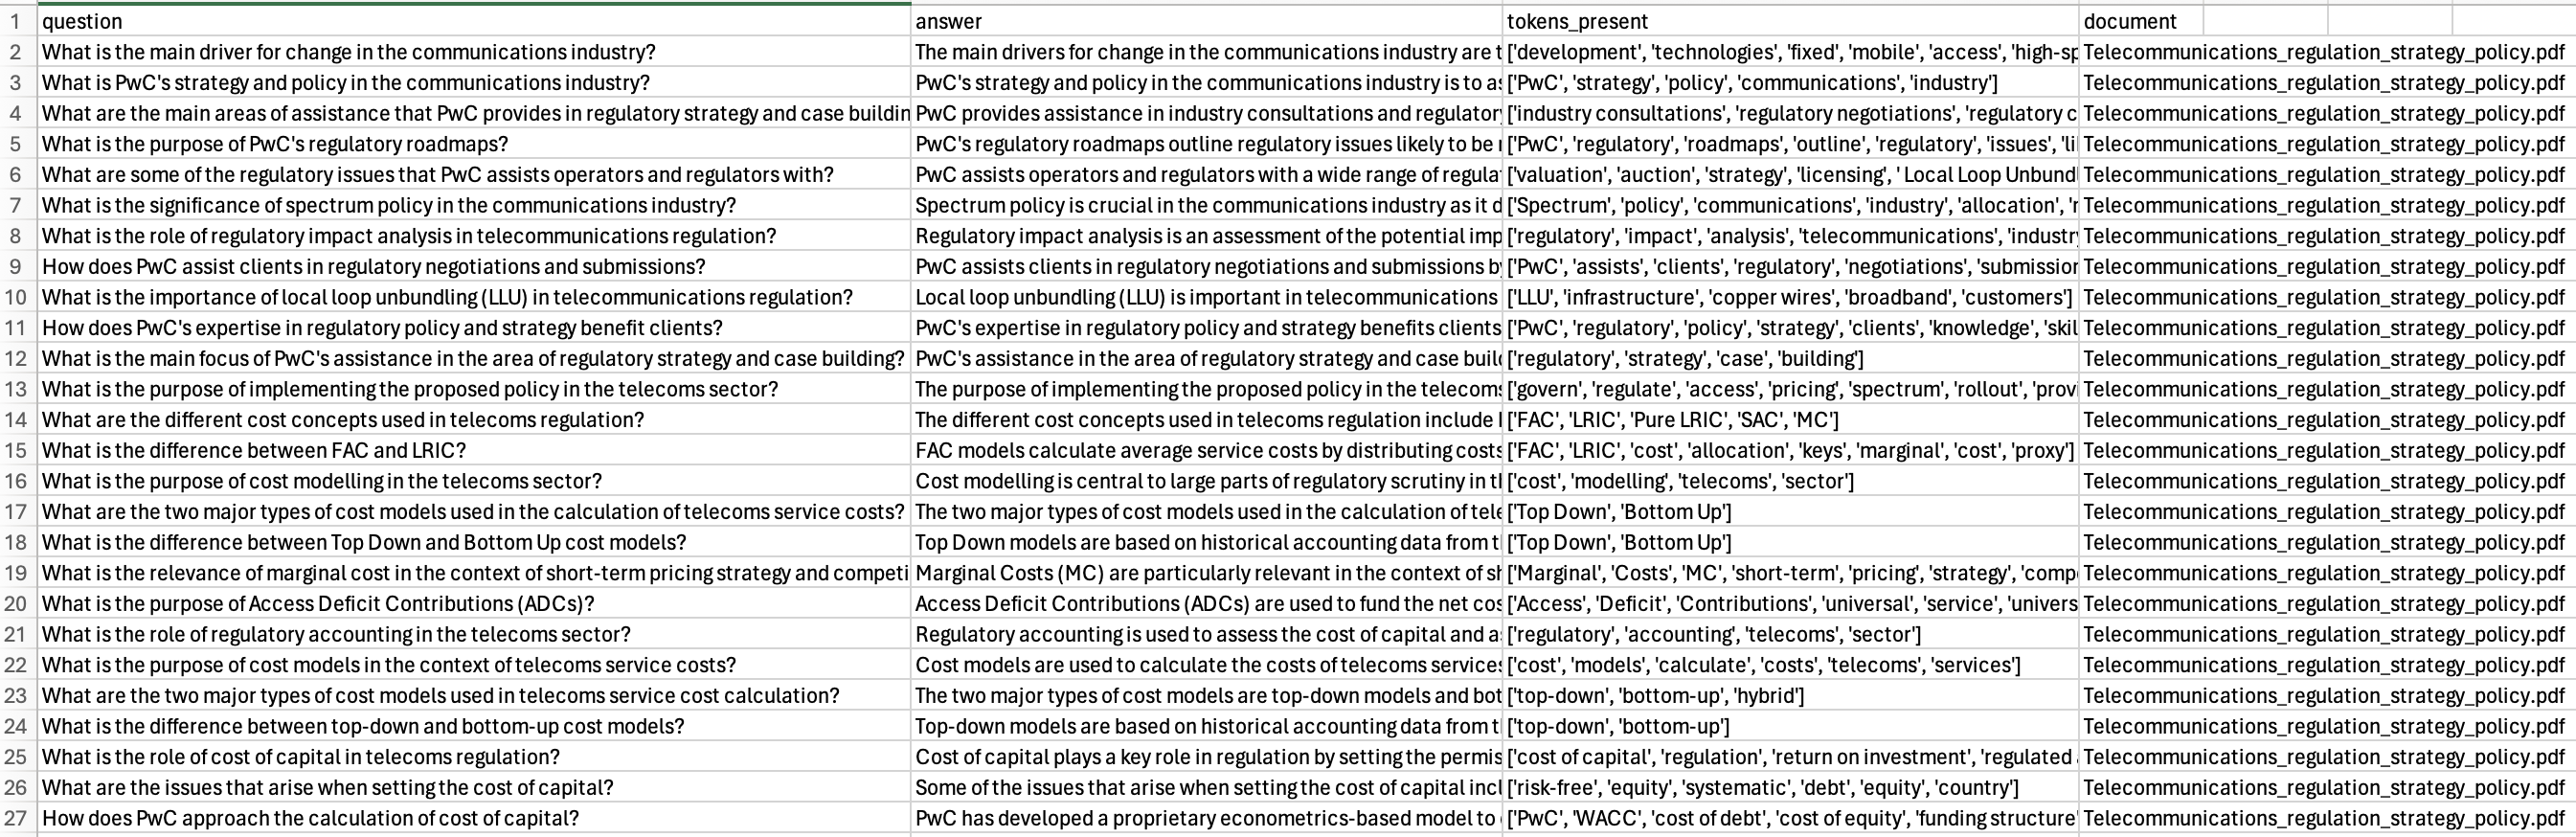 1 question answer tokens_present document
2 What is the main driver for change in the communications industry? The main drivers for change in the communications industry are ['development', 'technologies', 'fixed', 'mobile', 'access', 'high-sp Telecommunications_regulation_strategy_policy.pdf
3 What is PwC's strategy and policy in the communications industry? PwC's strategy and policy in the communications industry is to as ['PwC', 'strategy', 'policy', 'communications', 'industry'] Telecommunications_regulation_strategy_policy.pdf
4 What are the main areas of assistance that PwC provides in regulatory strategy and case buildin PwC provides assistance in industry consultations and regulatory ['industry consultations', 'regulatory negotiations', 'regulatory c Telecommunications_regulation_strategy_policy.pdf
5 What is the purpose of PwC's regulatory roadmaps? PwC's regulatory roadmaps outline regulatory issues likely to be ['PwC', 'regulatory', 'roadmaps', 'outline', 'regulatory', 'issues', 'li Telecommunications_regulation_strategy_policy.pdf
6 What are some of the regulatory issues that PwC assists operators and regulators with? PwC assists operators and regulators with a wide range of regula ['valuation', 'auction', 'strategy', 'licensing', ' Local Loop Unbund Telecommunications_regulation_strategy_policy.pdf
7 What is the significance of spectrum policy in the communications industry? Spectrum policy is crucial in the communications industry as it d ['Spectrum', 'policy', 'communications', 'industry', 'allocation', 'r Telecommunications_regulation_strategy_policy.pdf
8 What is the role of regulatory impact analysis in telecommunications regulation? Regulatory impact analysis is an assessment of the potential imp ['regulatory', 'impact', 'analysis', 'telecommunications', 'industry Telecommunications_regulation_strategy_policy.pdf
9 How does PwC assist clients in regulatory negotiations and submissions? PwC assists clients in regulatory negotiations and submissions by ['PwC', 'assists', 'clients', 'regulatory', 'negotiations', 'submission Telecommunications_regulation_strategy_policy.pdf
10 What is the importance of local loop unbundling (LLU) in telecommunications regulation? Local loop unbundling (LLU) is important in telecommunications ['LLU', 'infrastructure', 'copper wires', 'broadband', 'customers'] Telecommunications_regulation_strategy_policy.pdf
11 How does PwC's expertise in regulatory policy and strategy benefit clients? PwC's expertise in regulatory policy and strategy benefits clients ['PwC', 'regulatory', 'policy', 'strategy', 'clients', 'knowledge', 'skil Telecommunications_regulation_strategy_policy.pdf
12 What is the main focus of PwC's assistance in the area of regulatory strategy and case building? PwC's assistance in the area of regulatory strategy and case buil ['regulatory', 'strategy', 'case', 'building'] Telecommunications_regulation_strategy_policy.pdf
13 What is the purpose of implementing the proposed policy in the telecoms sector? The purpose of implementing the proposed policy in the telecoms ['govern', 'regulate', 'access', 'pricing', 'spectrum', 'rollout', 'provi Telecommunications_regulation_strategy_policy.pdf
14 What are the different cost concepts used in telecoms regulation? The different cost concepts used in telecoms regulation include ['FAC', 'LRIC', 'Pure LRIC', 'SAC', 'MC'] Telecommunications_regulation_strategy_policy.pdf
15 What is the difference between FAC and LRIC? FAC models calculate average service costs by distributing costs ['FAC', 'LRIC', 'cost', 'allocation', 'keys', 'marginal', 'cost', 'proxy'] Telecommunications_regulation_strategy_policy.pdf
16 What is the purpose of cost modelling in the telecoms sector? Cost modelling is central to large parts of regulatory scrutiny in ['cost', 'modelling', 'telecoms', 'sector'] Telecommunications_regulation_strategy_policy.pdf
17 What are the two major types of cost models used in the calculation of telecoms service costs? The two major types of cost models used in the calculation of tele ['Top Down', 'Bottom Up'] Telecommunications_regulation_strategy_policy.pdf
18 What is the difference between Top Down and Bottom Up cost models? Top Down models are based on historical accounting data from ['Top Down', 'Bottom Up'] Telecommunications_regulation_strategy_policy.pdf
19 What is the relevance of marginal cost in the context of short-term pricing strategy and competi Marginal Costs (MC) are particularly relevant in the context of sh ['Marginal', 'Costs', 'MC', 'short-term', 'pricing', 'strategy', 'comp Telecommunications_regulation_strategy_policy.pdf
20 What is the purpose of Access Deficit Contributions (ADCs)? Access Deficit Contributions (ADCs) are used to fund the net cos ['Access', 'Deficit', 'Contributions', 'universal', 'service', 'univers Telecommunications_regulation_strategy_policy.pdf
21 What is the role of regulatory accounting in the telecoms sector? Regulatory accounting is used to assess the cost of capital and a ['regulatory', 'accounting', 'telecoms', 'sector'] Telecommunications_regulation_strategy_policy.pdf
22 What is the purpose of cost models in the context of telecoms service costs? Cost models are used to calculate the costs of telecoms services ['cost', 'models', 'calculate', 'costs', 'telecoms', 'services'] Telecommunications_regulation_strategy_policy.pdf
23 What are the two major types of cost models used in telecoms service cost calculation? The two major types of cost models are top-down models and bot ['top-down', 'bottom-up', 'hybrid'] Telecommunications_regulation_strategy_policy.pdf
24 What is the difference between top-down and bottom-up cost models? Top-down models are based on historical accounting data from ['top-down', 'bottom-up'] Telecommunications_regulation_strategy_policy.pdf
25 What is the role of cost of capital in telecoms regulation? Cost of capital plays a key role in regulation by setting the permis ['cost of capital', 'regulation', 'return on investment', 'regulated Telecommunications_regulation_strategy_policy.pdf
26 What are the issues that arise when setting the cost of capital? Some of the issues that arise when setting the cost of capital incl ['risk-free', 'equity', 'systematic', 'debt', 'equity', 'country'] Telecommunications_regulation_strategy_policy.pdf
27 How does PwC approach the calculation of cost of capital? PwC has developed a proprietary econometrics-based model to ['PwC', 'WACC', 'cost of debt', 'cost of equity', 'funding structure' Telecommunications_regulation_strategy_policy.pdf